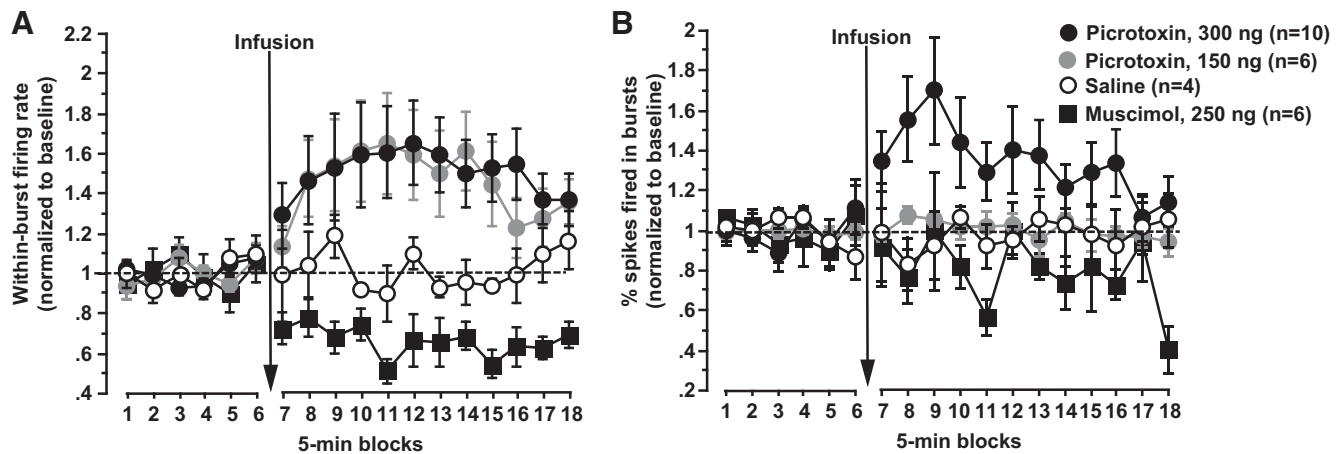 A
Within-burst firing rate
(normalized to baseline)
2.2
2
1.8
1.6
1.4
1.2
1
.8
.6
.4
Infusion
1 2 3 4 5 6 7 8 9 10 11 12 13 14 15 16 17 18
5-min blocks
B
% spikes fired in bursts
(normalized to baseline)
2
1.8
1.6
1.4
1.2
1
.8
.6
.4
.2
Infusion
Picrotoxin, 300 ng (n=10)
Picrotoxin, 150 ng (n=6)
Saline (n=4)
Muscimol, 250 ng (n=6)
1 2 3 4 5 6 7 8 9 10 11 12 13 14 15 16 17 18
5-min blocks